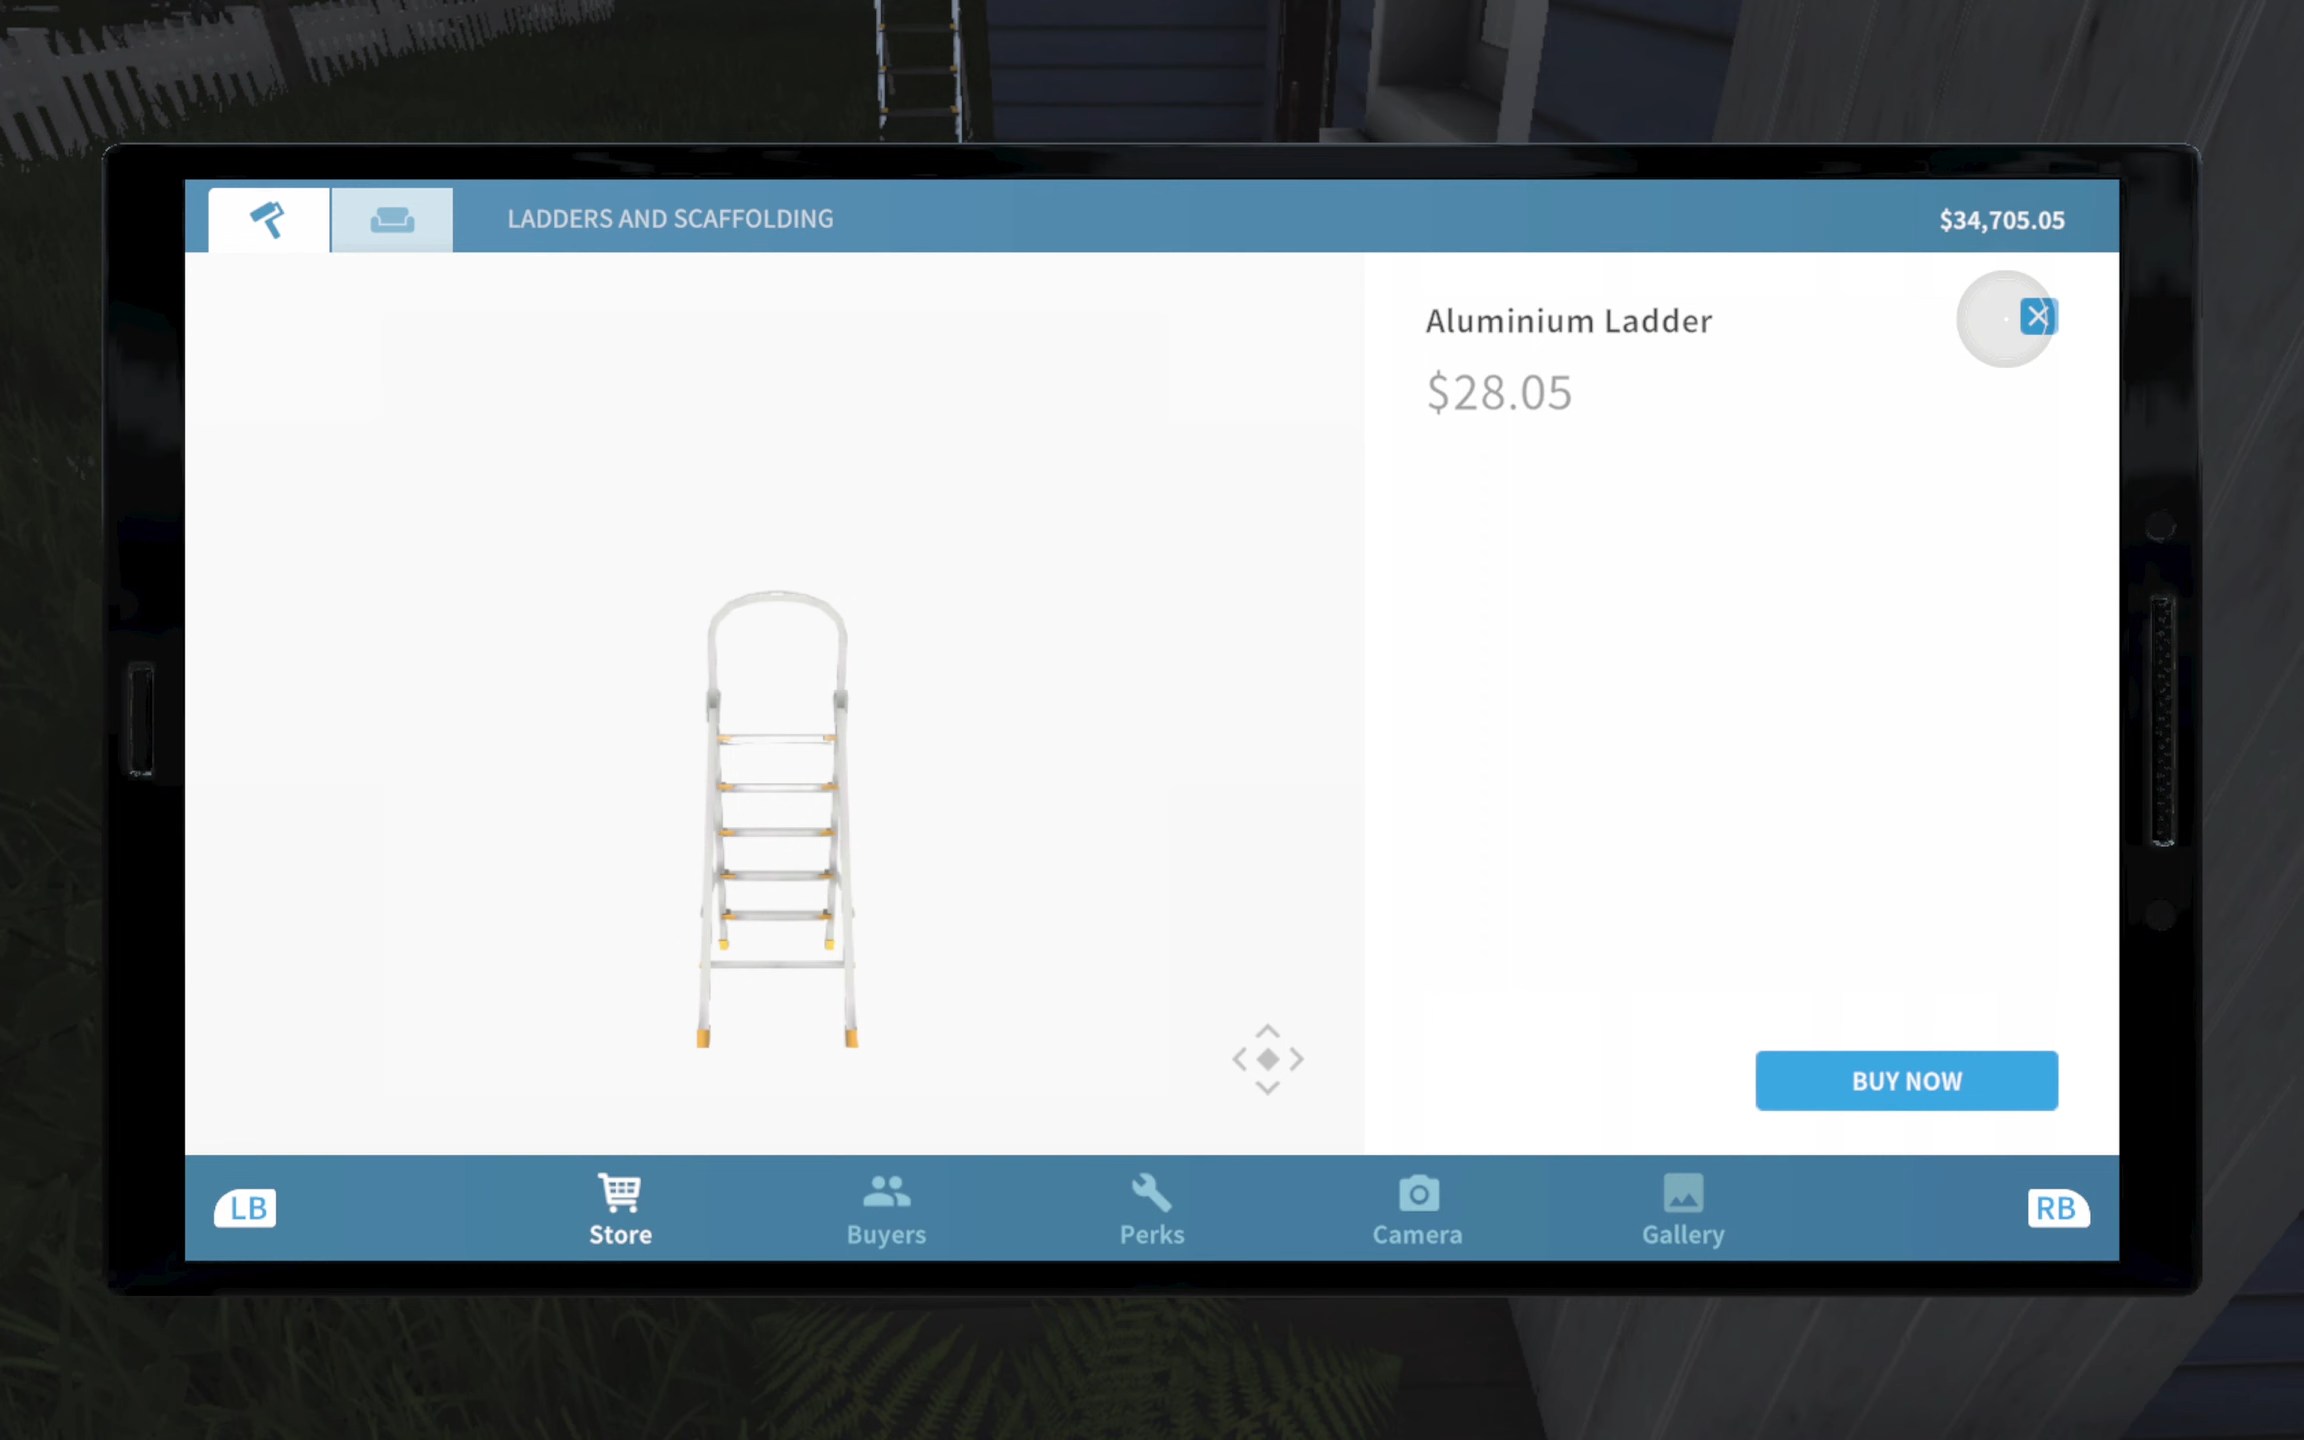 LADDERS AND SCAFFOLDING
$34,705.05
Aluminium Ladder
$28.05
BUY NOW
LB
Store
Buyers
Perks
Camera
Gallery
RB